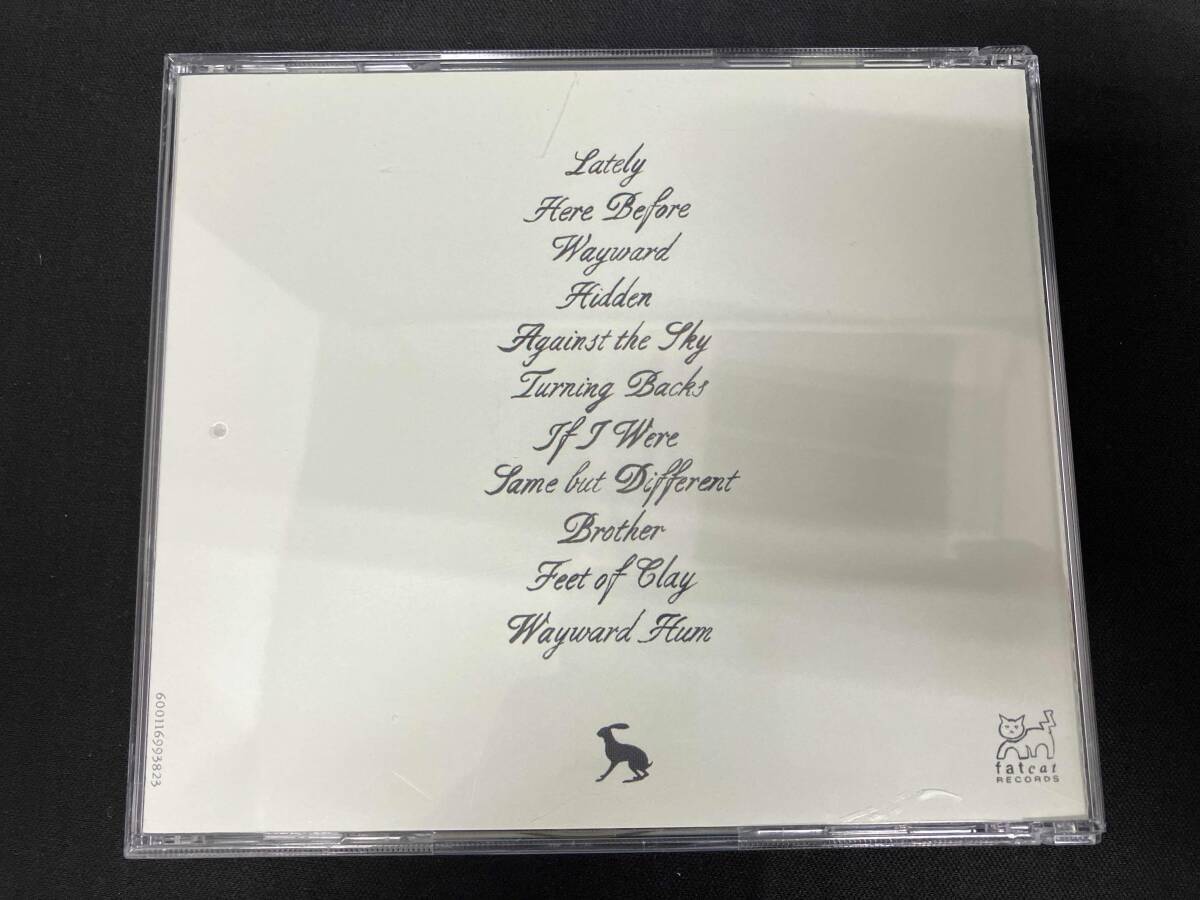 Lately
Here Before
Wayward
Hidden
Against the Sky
Turning Backs
If I Were
Same but Different
Brother
Feet of Clay
Wayward Hum
600116993823
fatcat
RECORDS